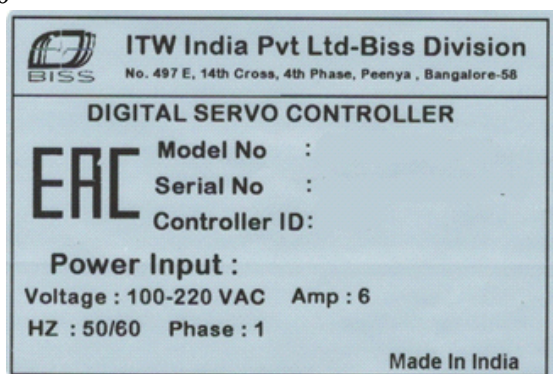 BISS
ITW India Pvt Ltd-Biss Division
No. 497 E, 14th Cross, 4th Phase, Peenya , Bangalore-58
DIGITAL SERVO CONTROLLER
EAC
Model No :
Serial No :
Controller ID:
Power Input :
Voltage : 100-220 VAC Amp : 6
HZ : 50/60 Phase : 1
Made In India